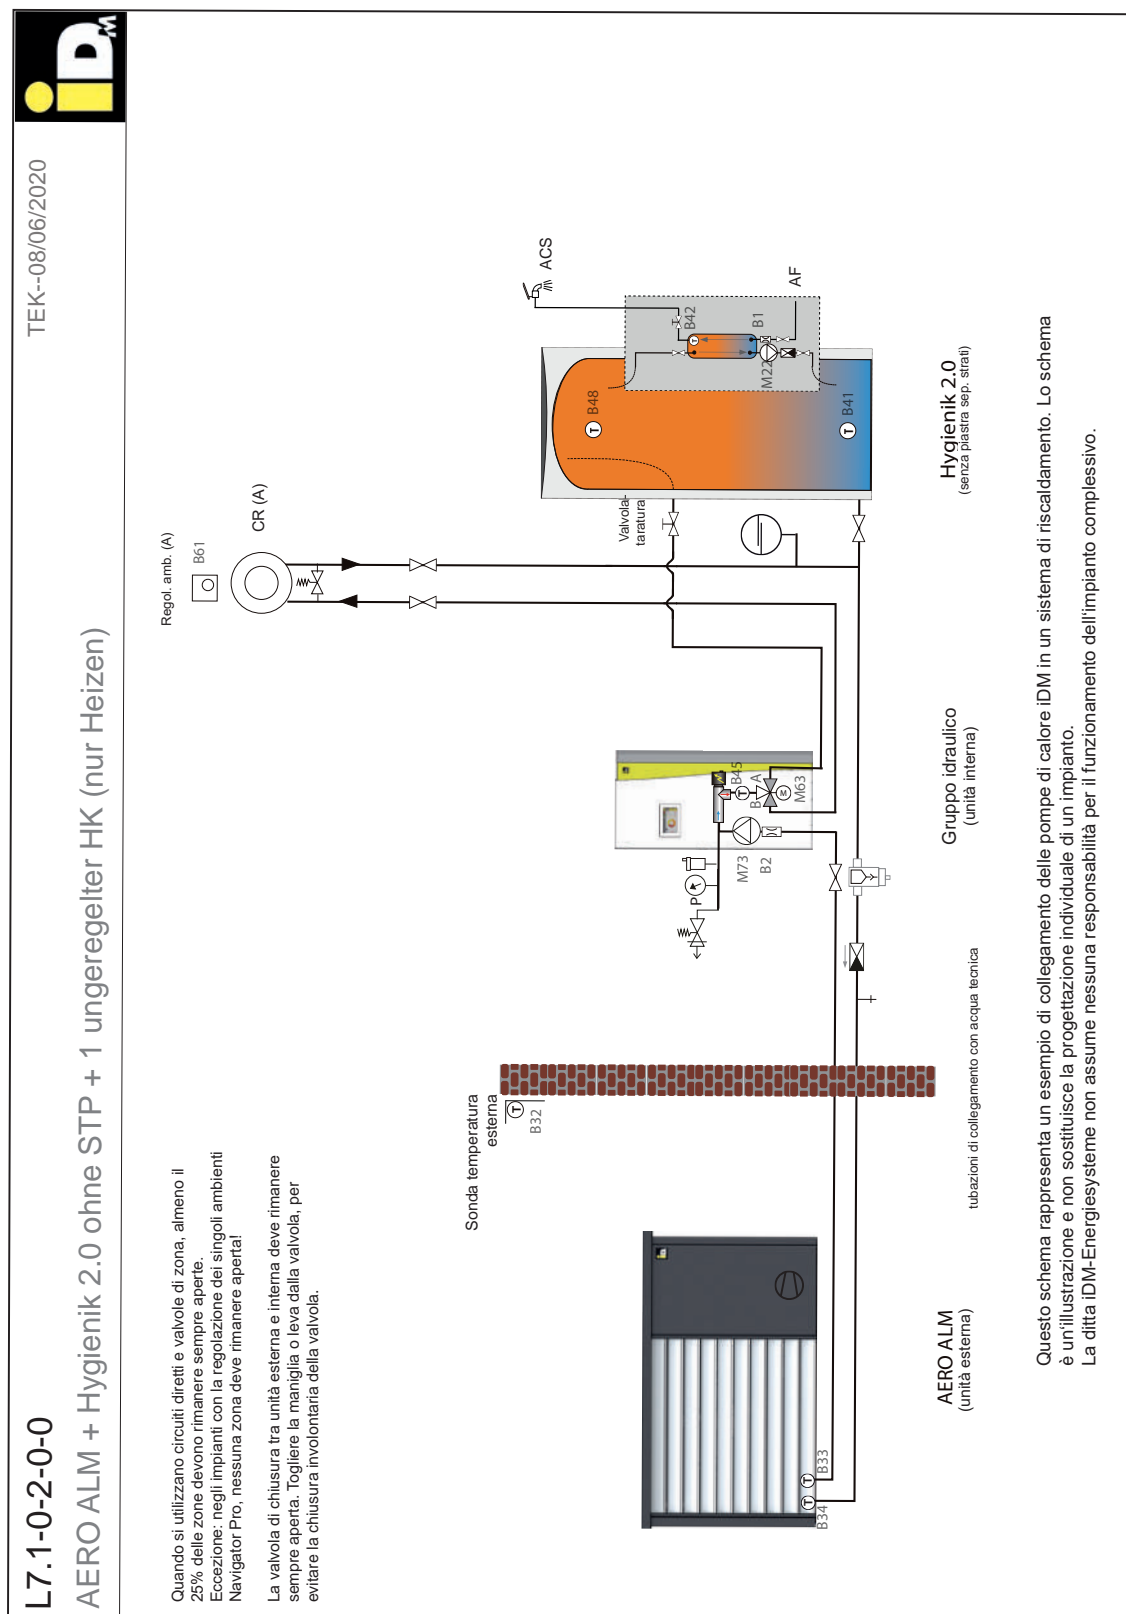 L7.1-0-2-0-0
TEK--08/06/2020
iDM
AERO ALM + Hygienik 2.0 ohne STP + 1 ungeregelter HK (nur Heizen)
Quando si utilizzano circuiti diretti e valvole di zona, almeno il
25% delle zone devono rimanere sempre aperte.
Eccezione: negli impianti con la regolazione dei singoli ambienti
Navigator Pro, nessuna zona deve rimanere aperta!
La valvola di chiusura tra unità esterna e interna deve rimanere
sempre aperta. Togliere la maniglia o leva dalla valvola, per
evitare la chiusura involontaria della valvola.
Regol. amb. (A)
B61
CR (A)
Sonda temperatura
esterna
T
B32
ACS
B42
T
B1
M22
AF
T
B48
T
B41
Valvola-
taratura
P
M73
B2
B45
T
B
A
M
M63
T
B34
T
B33
AERO ALM
(unità esterna)
tubazioni di collegamento con acqua tecnica
Gruppo idraulico
(unità interna)
Hygienik 2.0
(senza piastra sep. strati)
Questo schema rappresenta un esempio di collegamento delle pompe di calore iDM in un sistema di riscaldamento. Lo schema
è un'illustrazione e non sostituisce la progettazione individuale di un impianto.
La ditta iDM-Energiesysteme non assume nessuna responsabilità per il funzionamento dell'impianto complessivo.